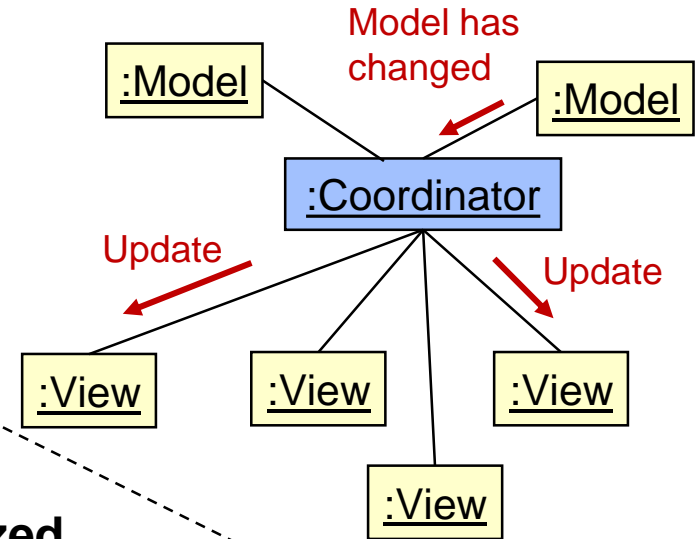 Model has
changed
:Model
:Model
:Coordinator
Update
Update
:View
:View
:View
:View